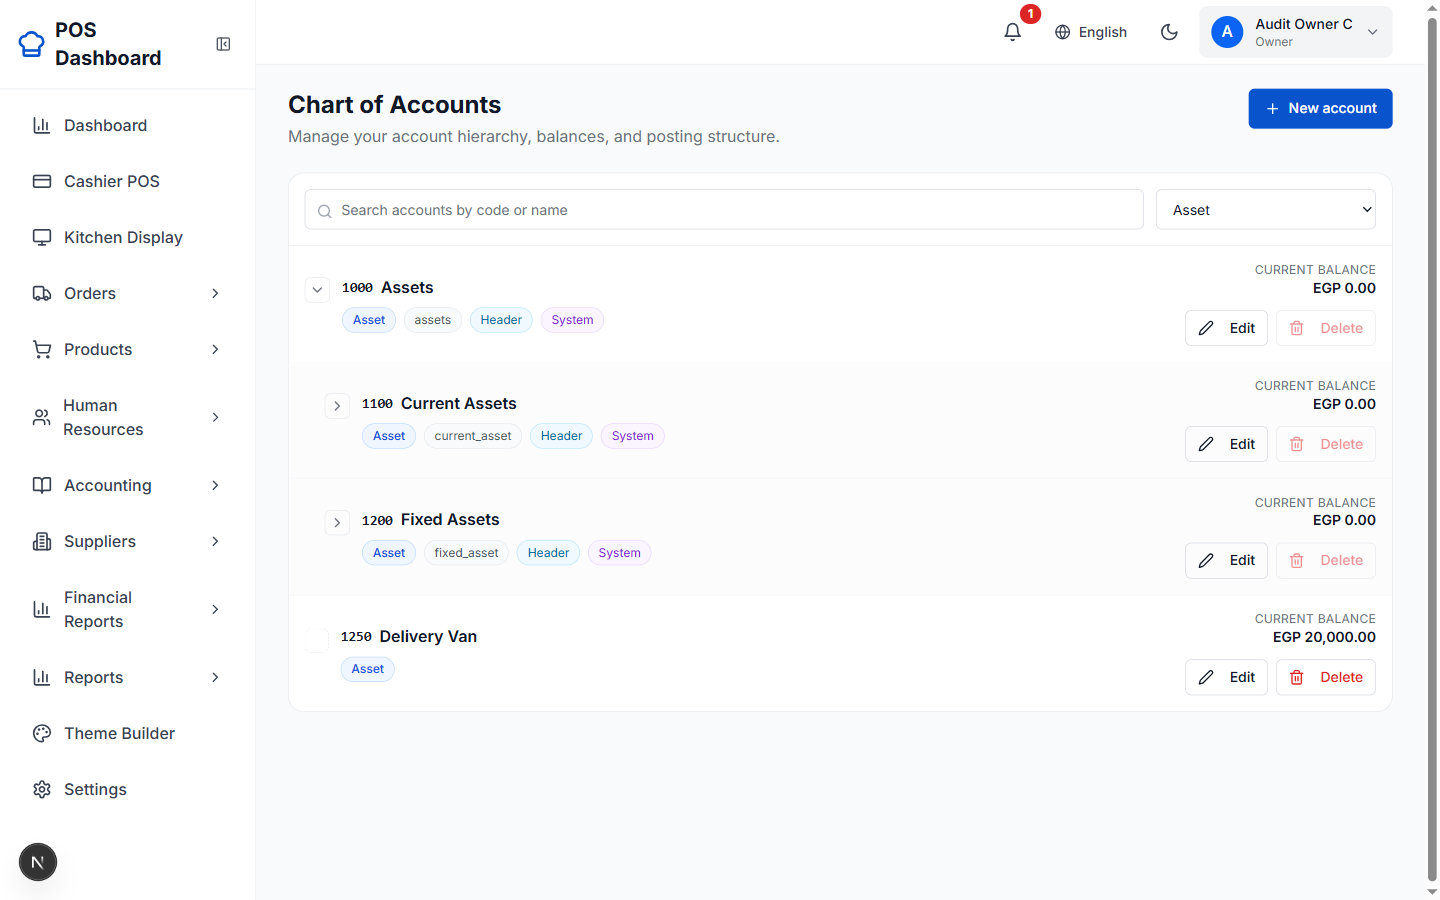 POS
Dashboard
1
English
A
Audit Owner C
Owner
Dashboard
Cashier POS
Kitchen Display
Orders
Products
Human
Resources
Accounting
Suppliers
Financial
Reports
Reports
Theme Builder
Settings
N
Chart of Accounts
Manage your account hierarchy, balances, and posting structure.
New account
Search accounts by code or name
Asset
1000 Assets
Asset assets Header System
CURRENT BALANCE
EGP 0.00
Edit Delete
1100 Current Assets
Asset current_asset Header System
CURRENT BALANCE
EGP 0.00
Edit Delete
1200 Fixed Assets
Asset fixed_asset Header System
CURRENT BALANCE
EGP 0.00
Edit Delete
1250 Delivery Van
Asset
CURRENT BALANCE
EGP 20,000.00
Edit Delete